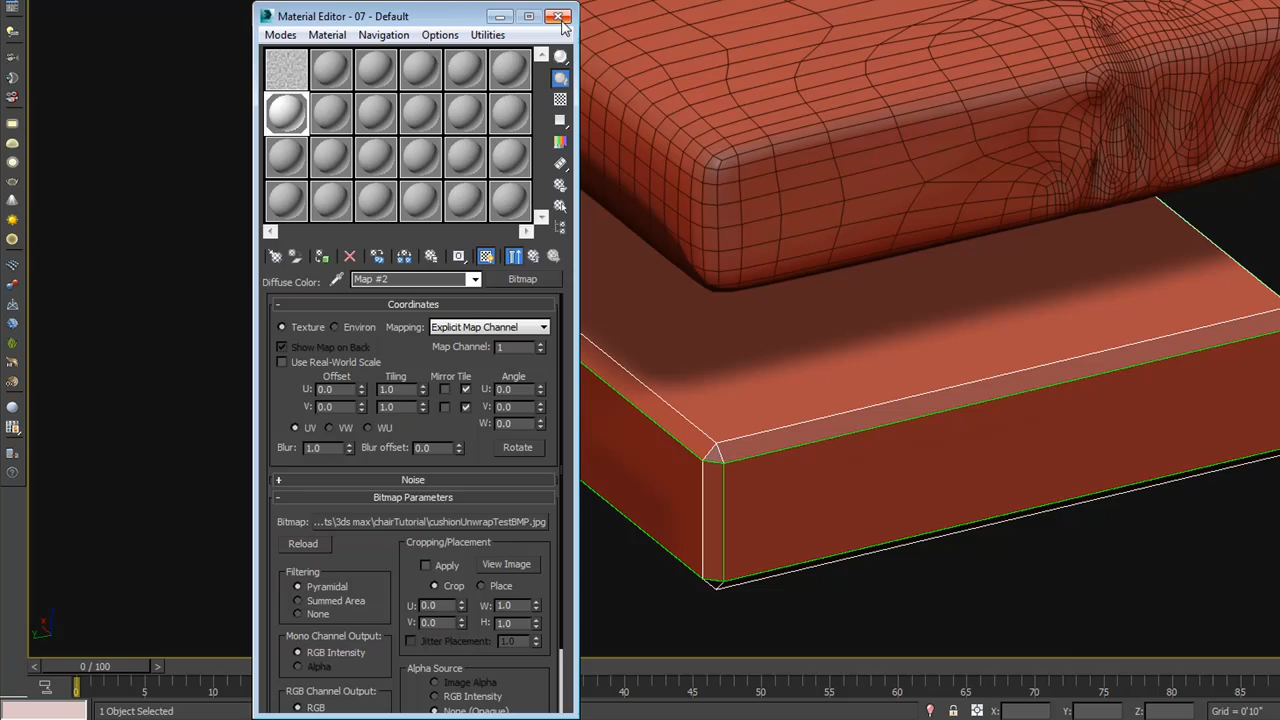 Material Editor - 07 - Default
Modes Material Navigation Options Utilities
Diffuse Color: Map #2 Bitmap
- Coordinates
Texture Environ Mapping: Explicit Map Channel
Show Map on Back Map Channel: 1
Use Real-World Scale
Offset Tiling Mirror Tile Angle
U: 0.0 1.0 U: 0.0
V: 0.0 1.0 V: 0.0
W: 0.0
UV VW WU
Blur: 1.0 Blur offset: 0.0 Rotate
+ Noise
- Bitmap Parameters
Bitmap: ...ts\3ds max\chairTutorial\cushionUnwrapTestBMP.jpg
Reload Cropping/Placement
Apply View Image
Filtering
Pyramidal Crop Place
Summed Area U: 0.0 W: 1.0
None V: 0.0 H: 1.0
Mono Channel Output: Jitter Placement: 1.0
RGB Intensity
Alpha Alpha Source
Image Alpha
RGB Channel Output: RGB Intensity
RGB None (Opaque)
x
Y
< 0 / 100 >
0 5 10 40 45 50 55 60 65 70 75 80 85
1 Object Selected X: Y: Z: Grid = 0'10"